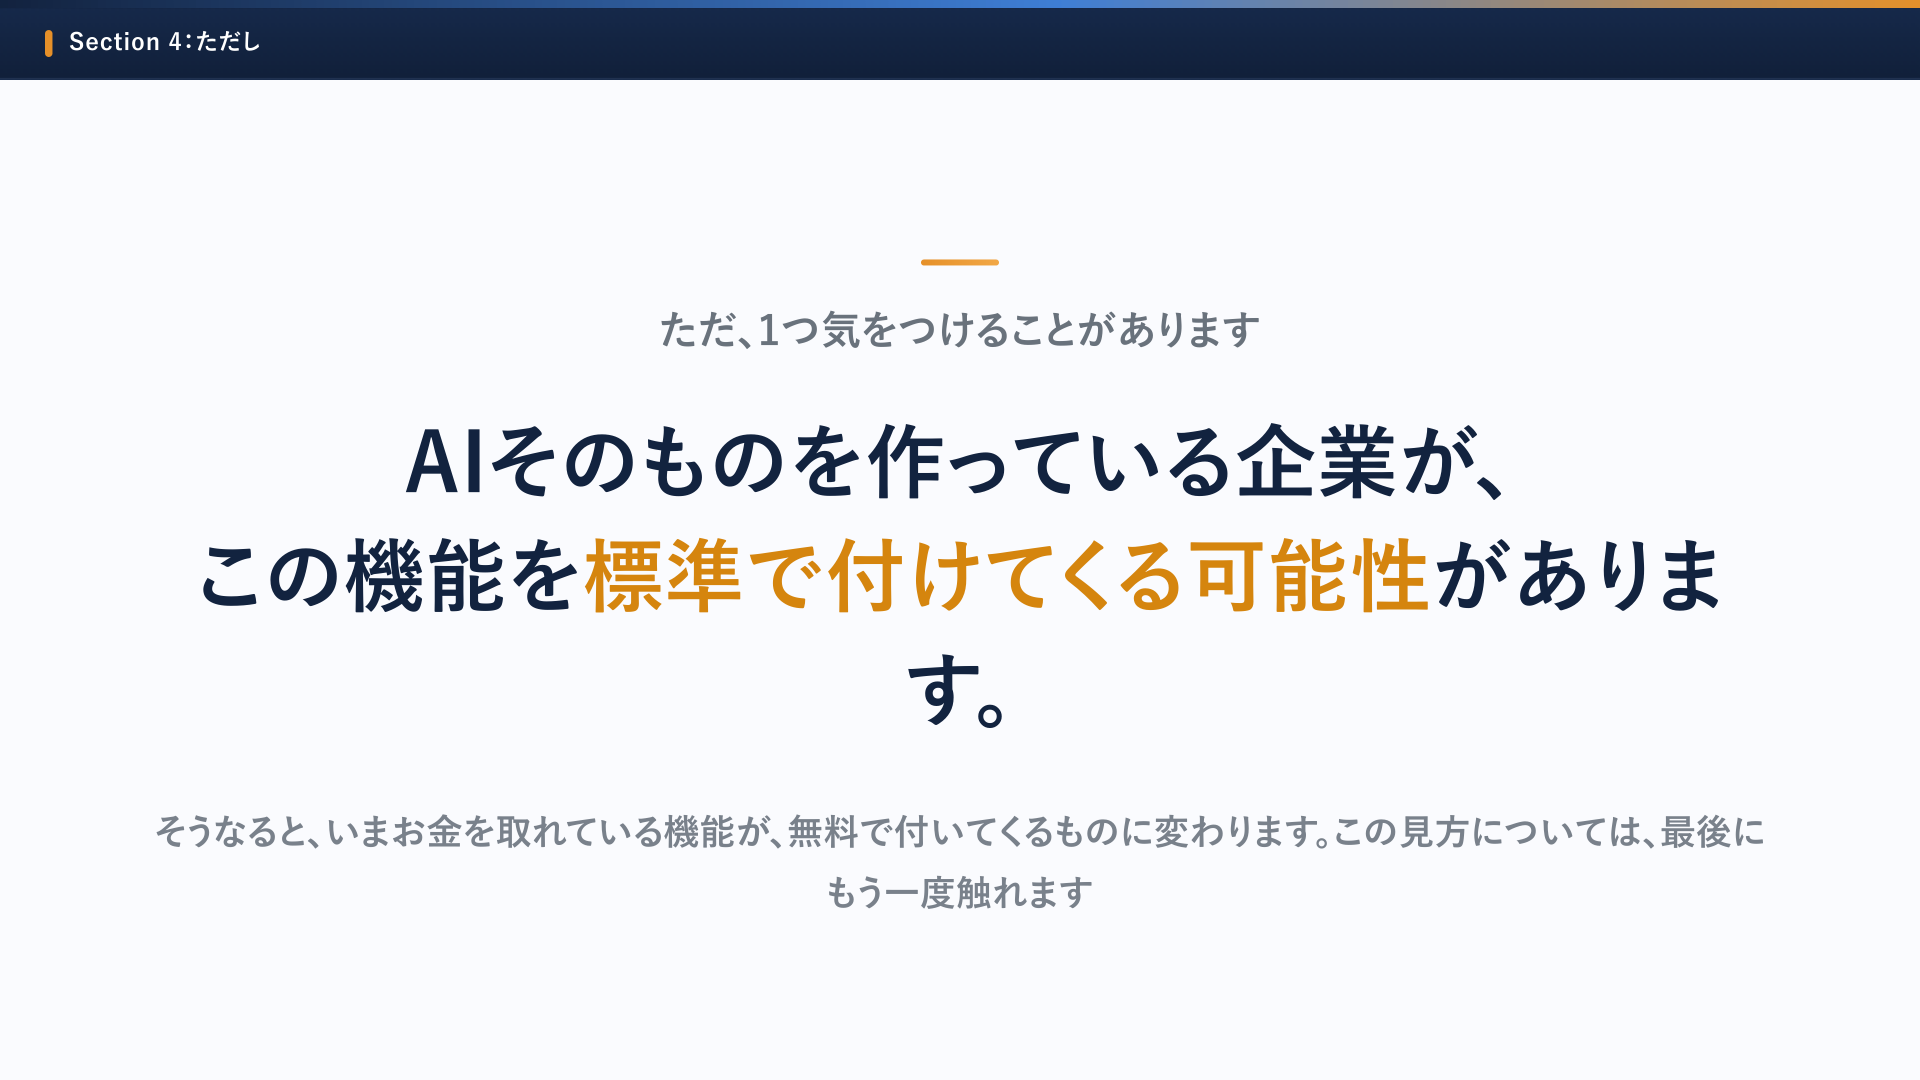 Section 4：ただし
ただ、1つ気をつけることがあります
AIそのものを作っている企業が、
この機能を標準で付けてくる可能性がありま
す。
そうなると、いまお金を取れている機能が、無料で付いてくるものに変わります。この見方については、最後に
もう一度触れます